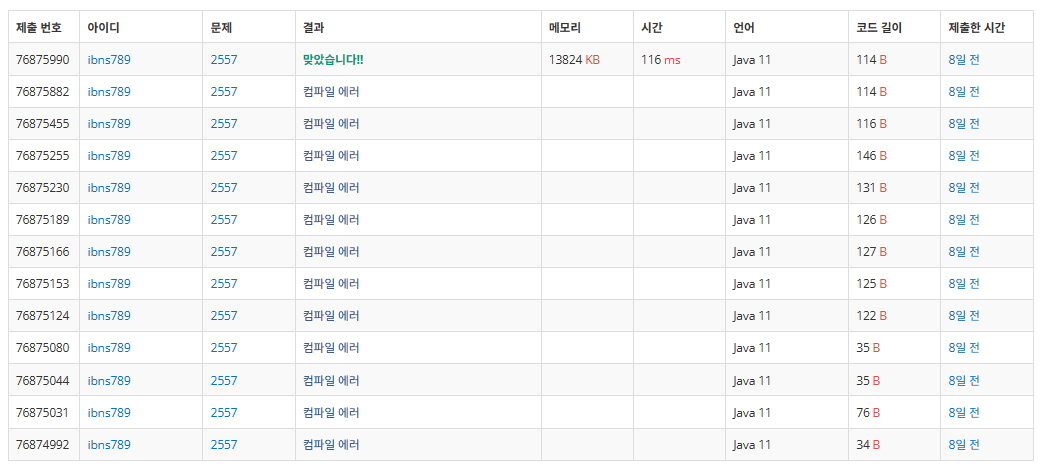 제출 번호 아이디 문제 결과 메모리 시간 언어 코드 길이 제출한 시간
76875990 ibns789 2557 맞았습니다!! 13824 KB 116 ms Java 11 114 B 8일 전
76875882 ibns789 2557 컴파일 에러 Java 11 114 B 8일 전
76875455 ibns789 2557 컴파일 에러 Java 11 116 B 8일 전
76875255 ibns789 2557 컴파일 에러 Java 11 146 B 8일 전
76875230 ibns789 2557 컴파일 에러 Java 11 131 B 8일 전
76875189 ibns789 2557 컴파일 에러 Java 11 126 B 8일 전
76875166 ibns789 2557 컴파일 에러 Java 11 127 B 8일 전
76875153 ibns789 2557 컴파일 에러 Java 11 125 B 8일 전
76875124 ibns789 2557 컴파일 에러 Java 11 122 B 8일 전
76875080 ibns789 2557 컴파일 에러 Java 11 35 B 8일 전
76875044 ibns789 2557 컴파일 에러 Java 11 35 B 8일 전
76875031 ibns789 2557 컴파일 에러 Java 11 76 B 8일 전
76874992 ibns789 2557 컴파일 에러 Java 11 34 B 8일 전